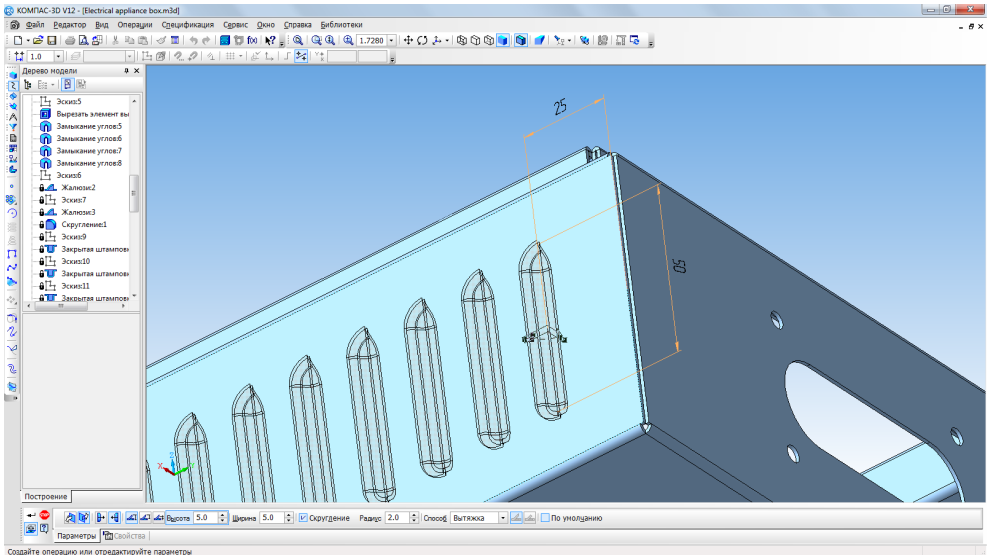 КОМПАС-3D V12 - [Electrical appliance box.m3d]
Файл Редактор Вид Операции Спецификация Сервис Окно Справка Библиотеки
1.7280
1.0
Дерево модели
Эскиз:5
Вырезать элемент вы
Замыкание углов:5
Замыкание углов:6
Замыкание углов:7
Замыкание углов:8
Эскиз:6
Жалюзи:2
Эскиз:7
Жалюзи:3
Скругление:1
Эскиз:9
Закрытая штамповк
Эскиз:10
Закрытая штамповк
Эскиз:11
Закрытая штамповк
25
50
X Z Y
Построение
Высота 5.0 Ширина 5.0 Скругление Радиус 2.0 Способ Вытяжка По умолчанию
Параметры Свойства
Создайте операцию или отредактируйте параметры